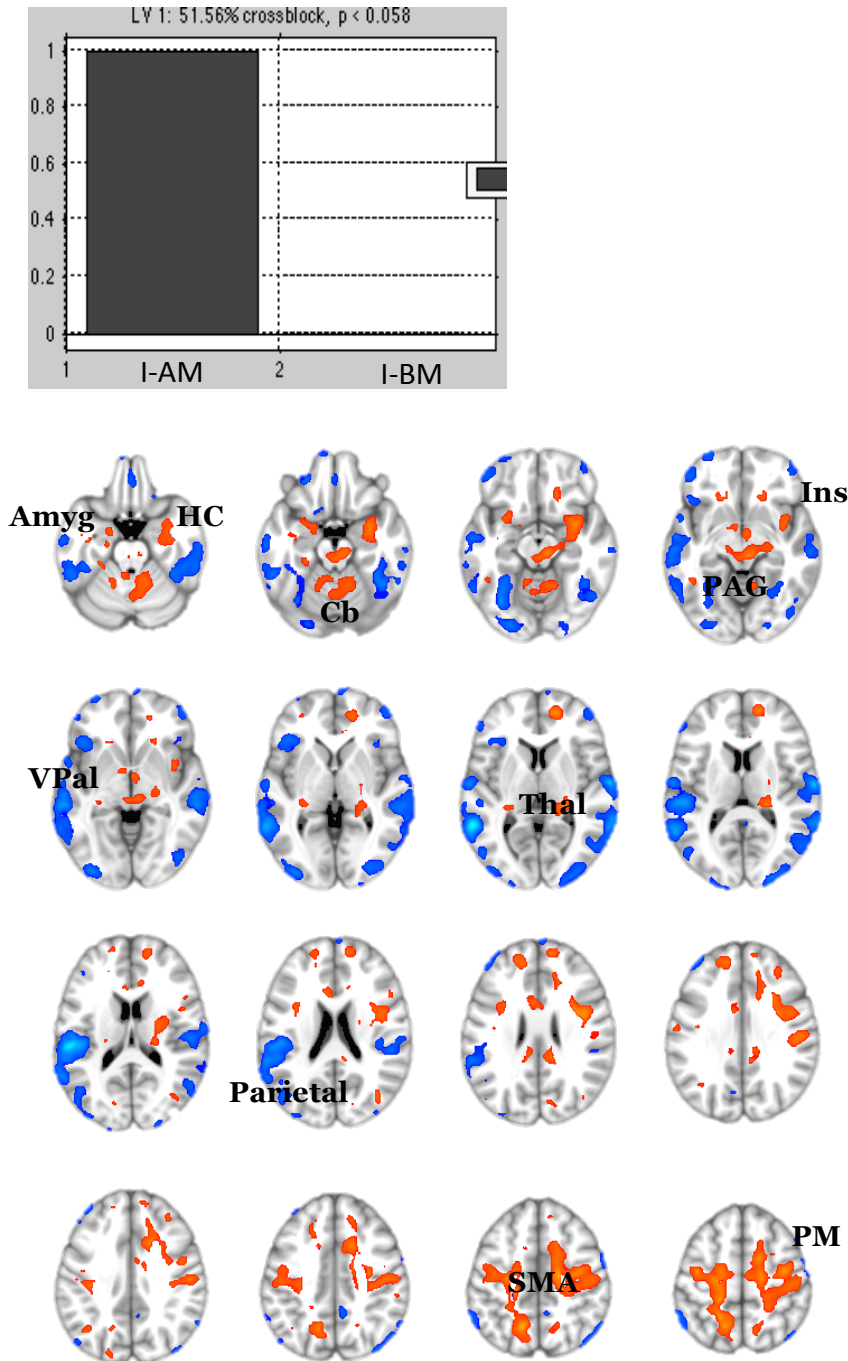 LV 1: 51.56% crossblock, p < 0.058
1
0.8
0.6
0.4
0.2
0
1 I-AM 2 I-BM
Amyg HC Ins
Cb PAG
VPal Thal
Parietal
SMA PM